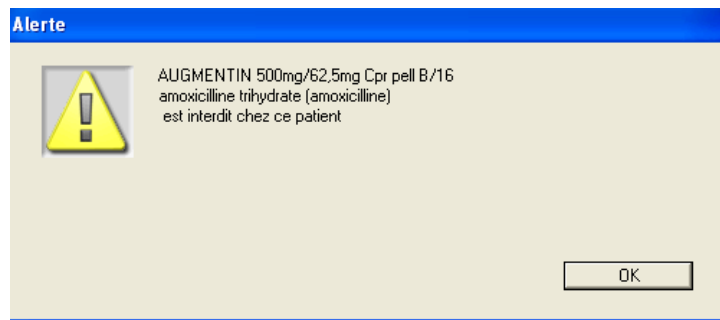 Alerte
AUGMENTIN 500mg/62,5mg Cpr pell B/16
amoxicilline trihydrate (amoxicilline)
est interdit chez ce patient
OK